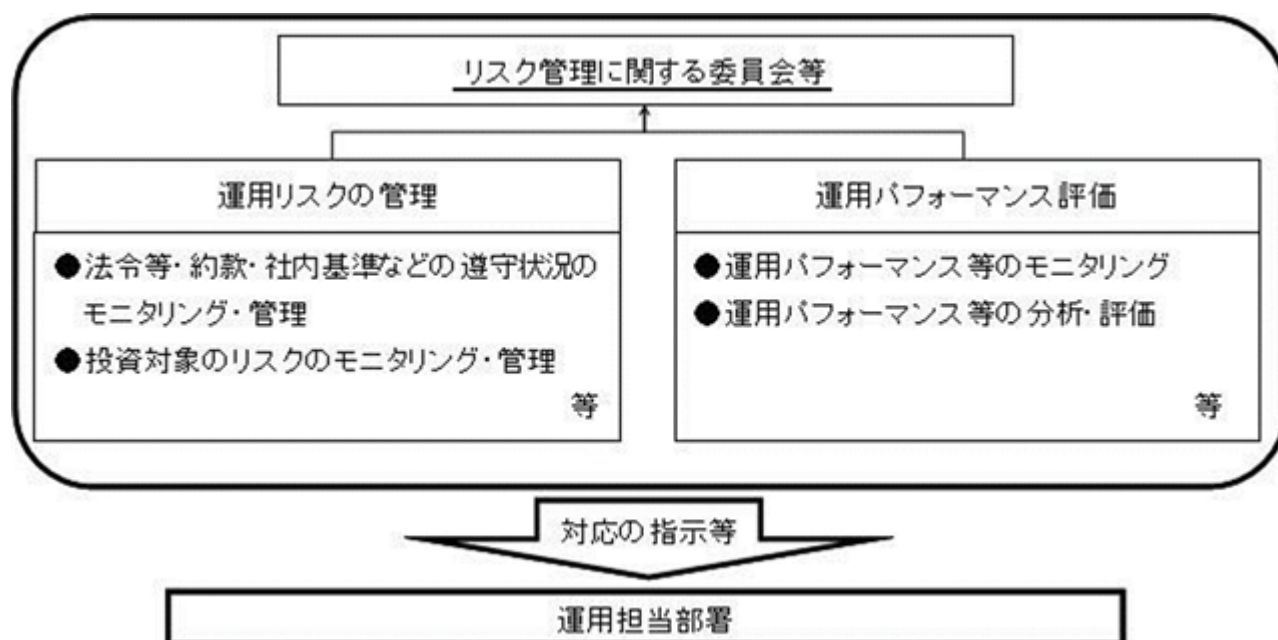 リスク管理に関する委員会等
運用リスクの管理
●法令等・約款・社内基準などの遵守状況の
モニタリング・管理
●投資対象のリスクのモニタリング・管理
等
運用パフォーマンス評価
●運用パフォーマンス等のモニタリング
●運用パフォーマンス等の分析・評価
等
対応の指示等
運用担当部署